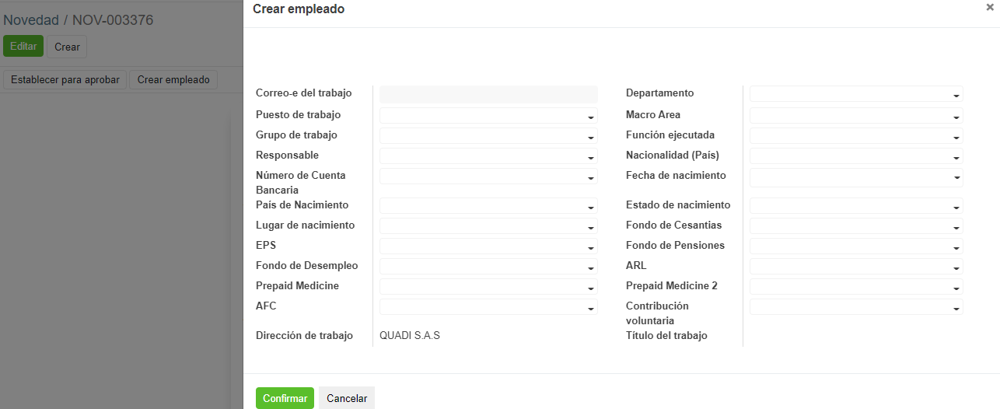 Crear empleado
×
Novedad / NOV-003376
Editar
Crear
Establecer para aprobar
Crear empleado
Correo-e del trabajo
Departamento
Puesto de trabajo
Macro Area
Grupo de trabajo
Función ejecutada
Responsable
Nacionalidad (País)
Número de Cuenta
Bancaria
Fecha de nacimiento
País de Nacimiento
Estado de nacimiento
Lugar de nacimiento
Fondo de Cesantias
EPS
Fondo de Pensiones
Fondo de Desempleo
ARL
Prepaid Medicine
Prepaid Medicine 2
AFC
Contribución
voluntaria
Dirección de trabajo
QUADI S.A.S
Título del trabajo
Confirmar
Cancelar